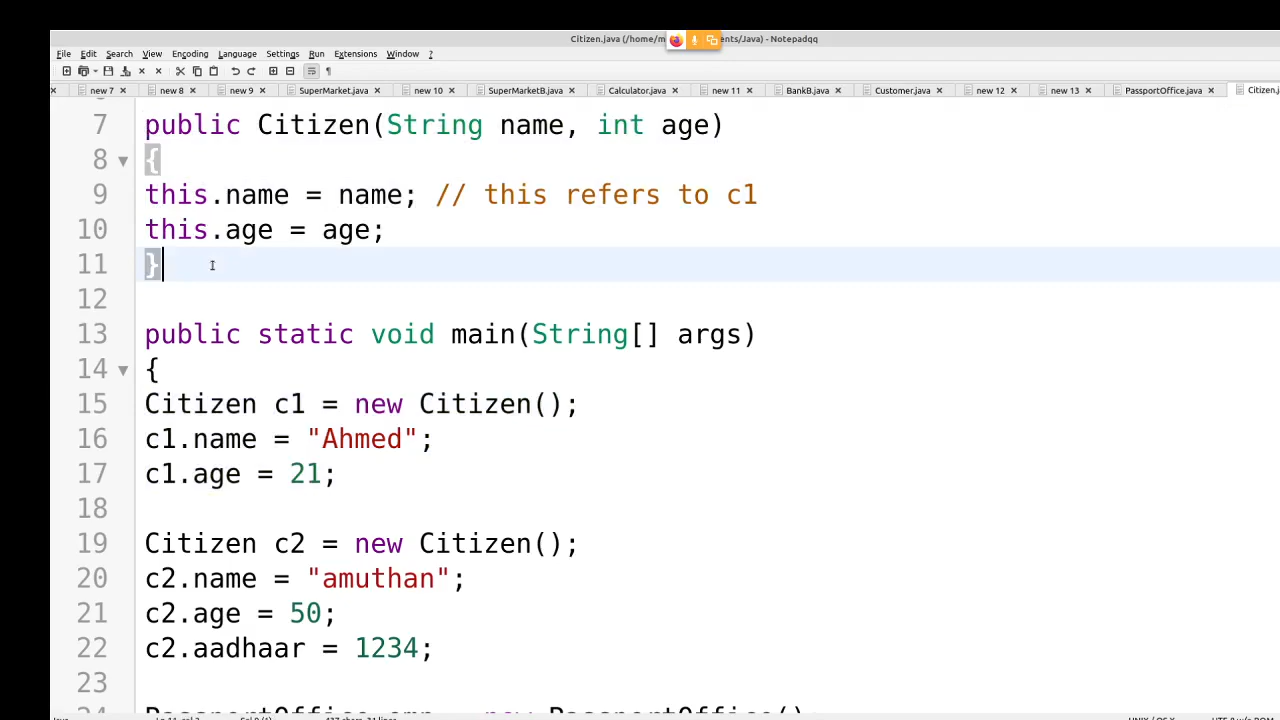 Citizen.java (/home/m ents/Java) - Notepadqq
File Edit Search View Encoding Language Settings Run Extensions Window ?
new 7 new 8 new 9 SuperMarket.java new 10 SuperMarketB.java Calculator.java new 11 BankB.java Customer.java new 12 new 13 PassportOffice.java Citizen.j
7 public Citizen(String name, int age)
8 {
9 this.name = name; // this refers to c1
10 this.age = age;
11 }
12
13 public static void main(String[] args)
14 {
15 Citizen c1 = new Citizen();
16 c1.name = "Ahmed";
17 c1.age = 21;
18
19 Citizen c2 = new Citizen();
20 c2.name = "amuthan";
21 c2.age = 50;
22 c2.aadhaar = 1234;
23
24 new PassportOffice();